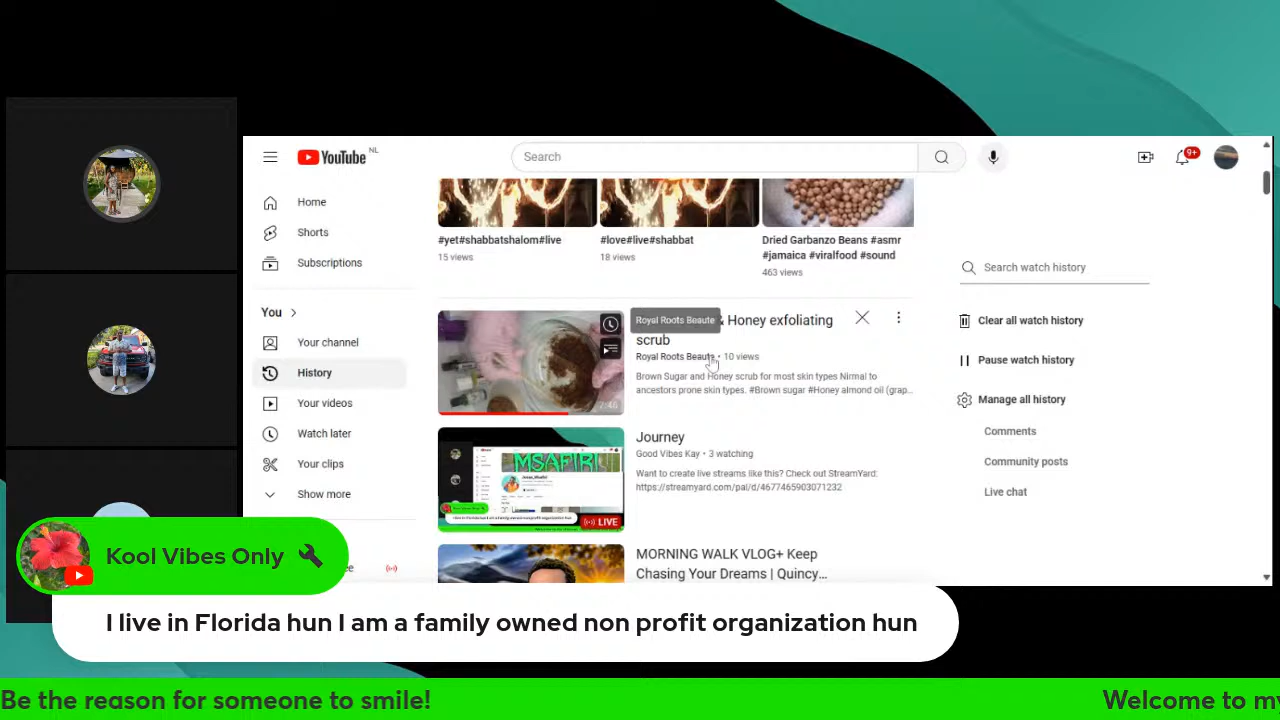 YouTube
NL
Search
9+
Home
Shorts
Subscriptions
You
Your channel
History
Your videos
Watch later
Your clips
Show more
#yet#shabbatshalom#live
15 views
#love#live#shabbat
18 views
Dried Garbanzo Beans #asmr
#jamaica #viralfood #sound
463 views
Royal Roots Beaute
& Honey exfoliating
scrub
Royal Roots Beaute • 10 views
Brown Sugar and Honey scrub for most skin types Nirmal to
ancestors prone skin types. #Brown sugar #Honey almond oil (grap...
7:46
Journey
Good Vibes Kay • 3 watching
Want to create live streams like this? Check out StreamYard:
https://streamyard.com/pal/d/4677465903071232
MSAFIRI
LIVE
MORNING WALK VLOG+ Keep
Chasing Your Dreams | Quincy...
Search watch history
Clear all watch history
Pause watch history
Manage all history
Comments
Community posts
Live chat
Kool Vibes Only
I live in Florida hun I am a family owned non profit organization hun
Be the reason for someone to smile!
Welcome to my